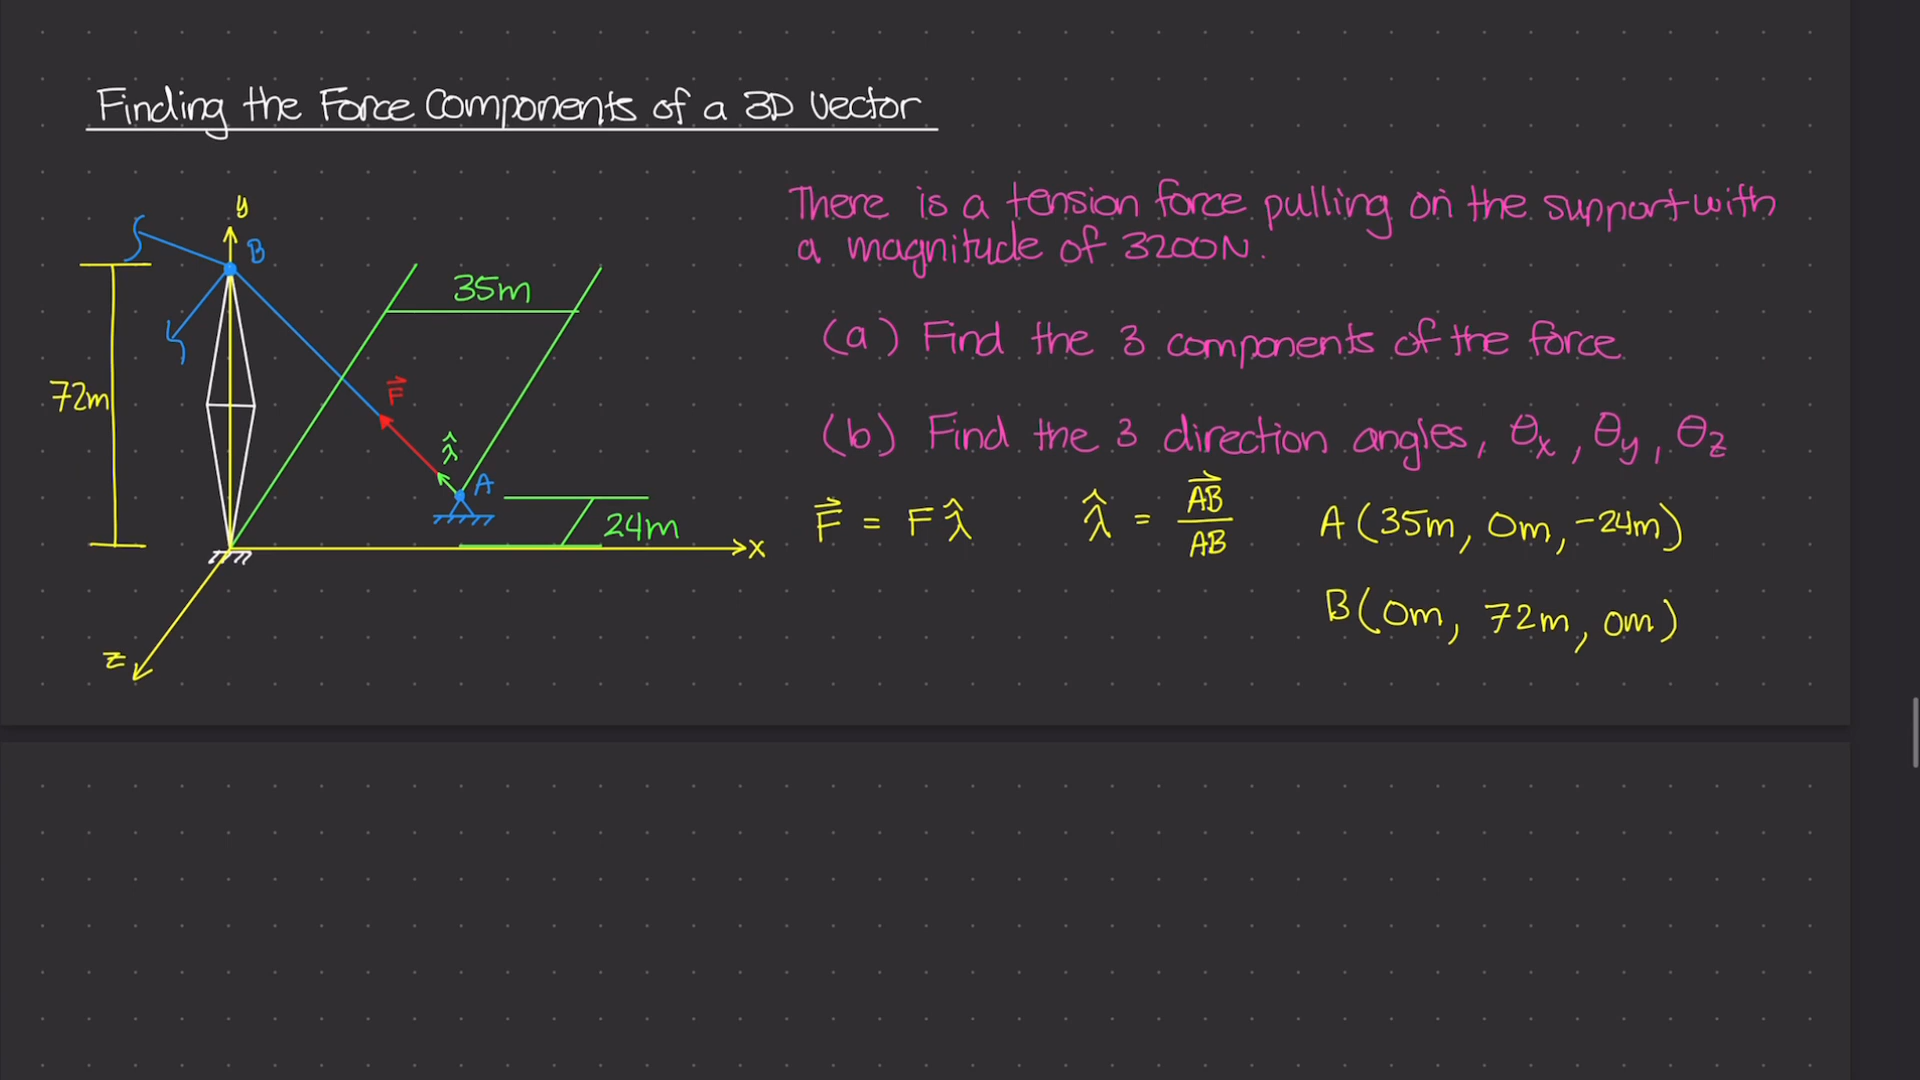 Finding the Force Components of a 3D Vector
y
B
72m
35m
F⃗
λ̂
A
24m
x
z
There is a tension force pulling on the support with
a magnitude of 3200N.
(a) Find the 3 components of the force
(b) Find the 3 direction angles, θx, θy, θz
F⃗ = F λ̂
λ̂ = AB⃗ / AB
A(35m, 0m, -24m)
B(0m, 72m, 0m)